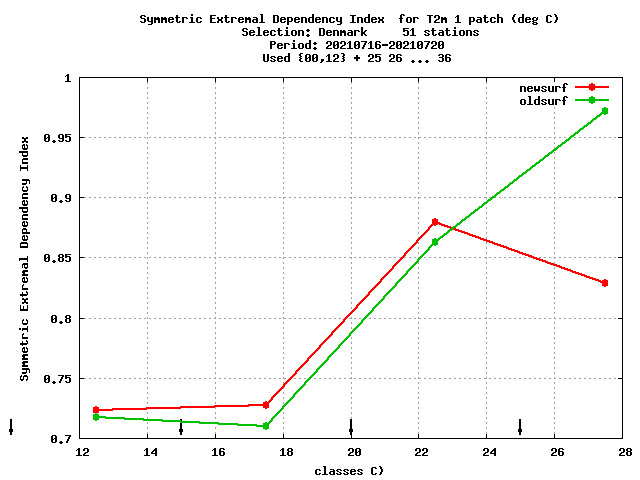 Symmetric Extremal Dependency Index  for T2m 1 patch (deg C)
Selection: Denmark     51 stations
Period: 20210716-20210720
Used {00,12} + 25 26 ... 36
newsurf
oldsurf
Symmetric Extremal Dependency Index
1
0.95
0.9
0.85
0.8
0.75
0.7
12 14 16 18 20 22 24 26 28
classes C)